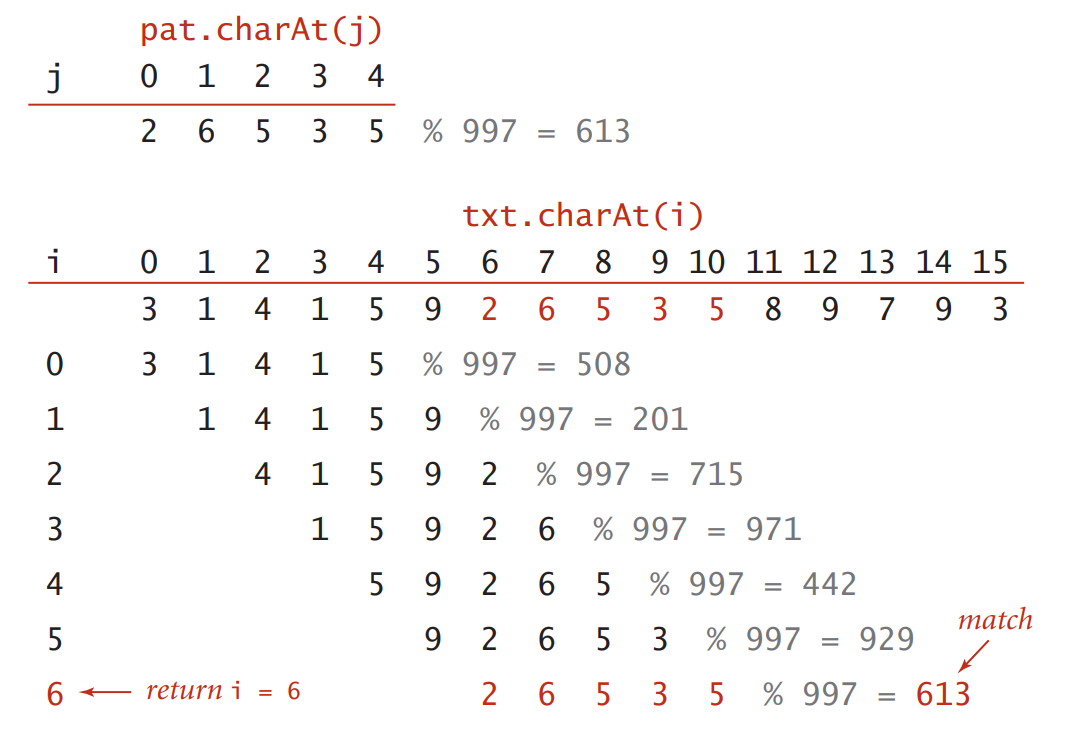 pat.charAt(j)
j 0 1 2 3 4
2 6 5 3 5 % 997 = 613
txt.charAt(i)
i 0 1 2 3 4 5 6 7 8 9 10 11 12 13 14 15
3 1 4 1 5 9 2 6 5 3 5 8 9 7 9 3
0 3 1 4 1 5 % 997 = 508
1 1 4 1 5 9 % 997 = 201
2 4 1 5 9 2 % 997 = 715
3 1 5 9 2 6 % 997 = 971
4 5 9 2 6 5 % 997 = 442
5 9 2 6 5 3 % 997 = 929
match
6 return i = 6 2 6 5 3 5 % 997 = 613